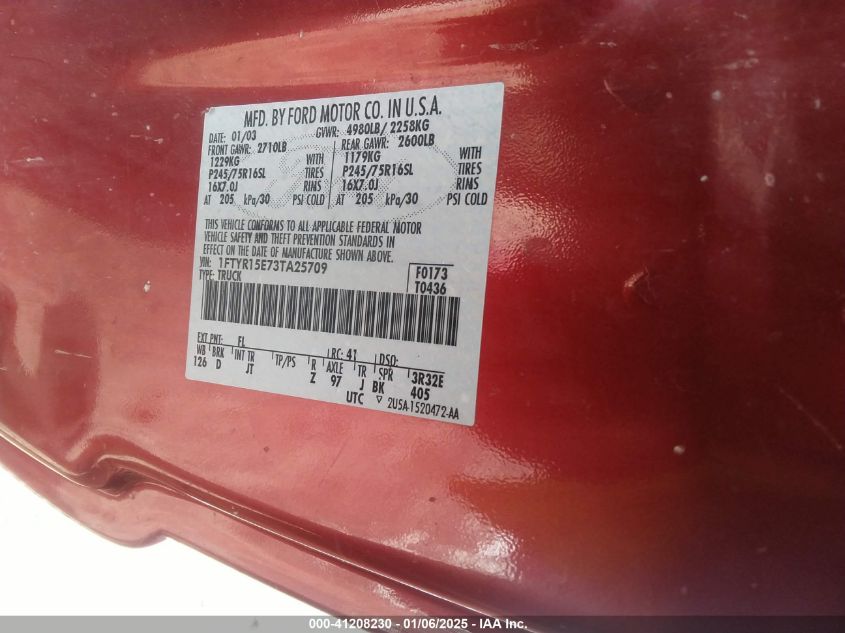 MFD. BY FORD MOTOR CO. IN U.S.A.
DATE: 01/03 GVWR: 4980LB/ 2258KG
FRONT GAWR: 2710LB REAR GAWR: 2600LB
1229KG WITH 1179KG WITH
P245/75R16SL TIRES P245/75R16SL TIRES
16X7.0J RIMS 16X7.0J RIMS
AT 205 kPa/30 PSI COLD AT 205 kPa/30 PSI COLD
THIS VEHICLE CONFORMS TO ALL APPLICABLE FEDERAL MOTOR
VEHICLE SAFETY AND THEFT PREVENTION STANDARDS IN
EFFECT ON THE DATE OF MANUFACTURE SHOWN ABOVE.
VIN: 1FTYR15E73TA25709 F0173
TYPE: TRUCK T0436
EXT PNT: FL RC: 41 DSO:
WB BRK INT TR TP/PS R AXLE TR SPR 3R32E
126 D JT Z 97 J BK 405
UTC ▽ 2U5A-1520472-AA
000-41208230 - 01/06/2025 - IAA Inc.